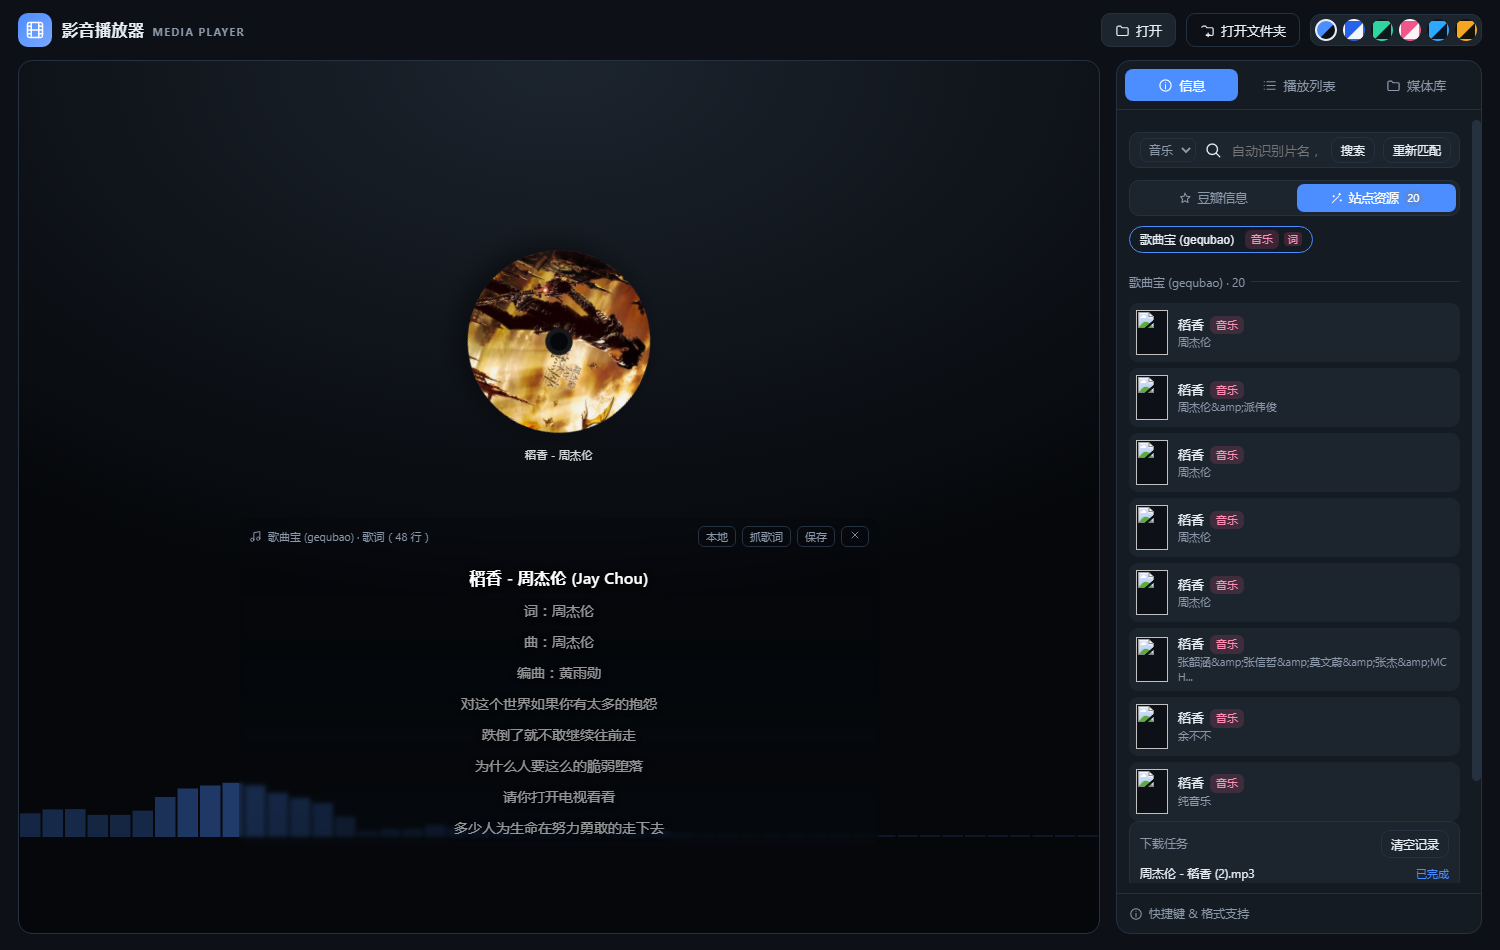 影音播放器 MEDIA PLAYER
打开
打开文件夹
信息
播放列表
媒体库
音乐
自动识别片名，
搜索
重新匹配
豆瓣信息
站点资源 20
歌曲宝 (gequbao) 音乐 词
歌曲宝 (gequbao) · 20
稻香 音乐
周杰伦
稻香 音乐
周杰伦&amp;派伟俊
稻香 音乐
周杰伦
稻香 音乐
周杰伦
稻香 音乐
周杰伦
稻香 音乐
张韶涵&amp;张信哲&amp;莫文蔚&amp;张杰&amp;MC
H...
稻香 音乐
余不不
稻香 音乐
纯音乐
下载任务
清空记录
周杰伦 - 稻香 (2).mp3
已完成
快捷键 & 格式支持
稻香 - 周杰伦
歌曲宝 (gequbao) · 歌词（48 行）
本地
抓歌词
保存
稻香 - 周杰伦 (Jay Chou)
词：周杰伦
曲：周杰伦
编曲：黄雨勋
对这个世界如果你有太多的抱怨
跌倒了就不敢继续往前走
为什么人要这么的脆弱堕落
请你打开电视看看
多少人为生命在努力勇敢的走下去